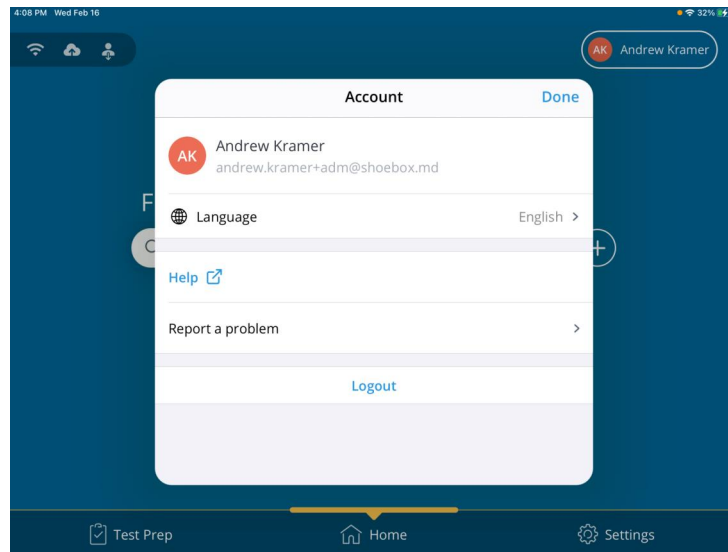 4:08 PM Wed Feb 16
32%
AK Andrew Kramer
Account
Done
AK
Andrew Kramer
andrew.kramer+adm@shoebox.md
F
Language
English
Help
Report a problem
Logout
Test Prep
Home
Settings